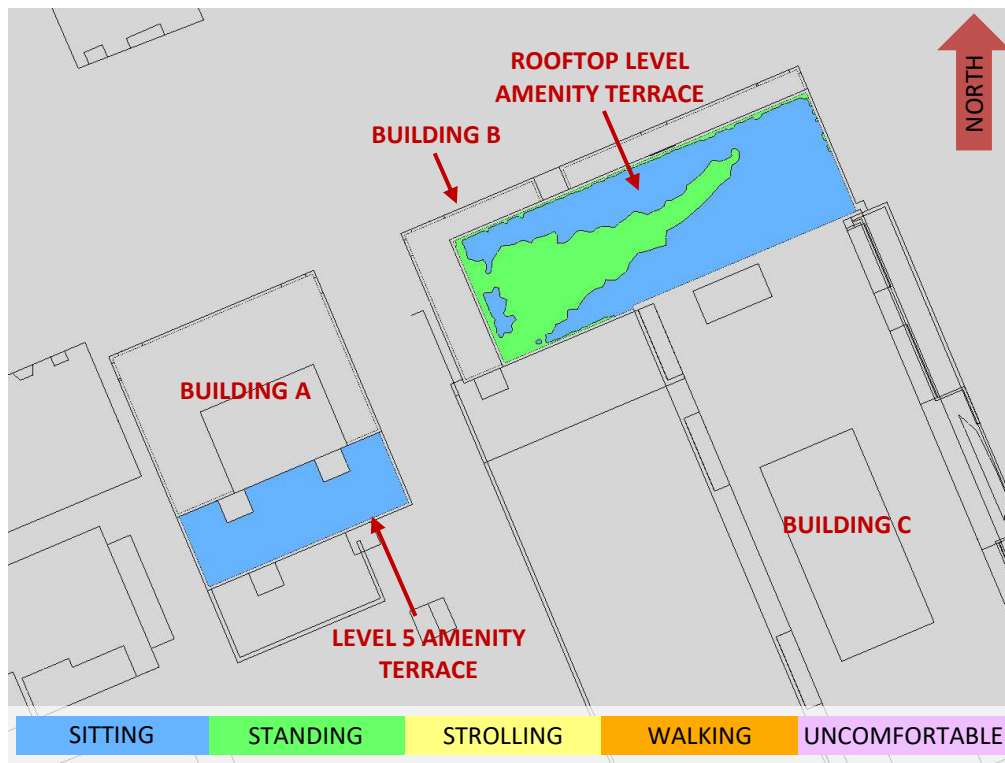 ROOFTOP LEVEL
AMENITY TERRACE
NORTH
BUILDING B
BUILDING A
BUILDING C
LEVEL 5 AMENITY
TERRACE
SITTING
STANDING
STROLLING
WALKING
UNCOMFORTABLE